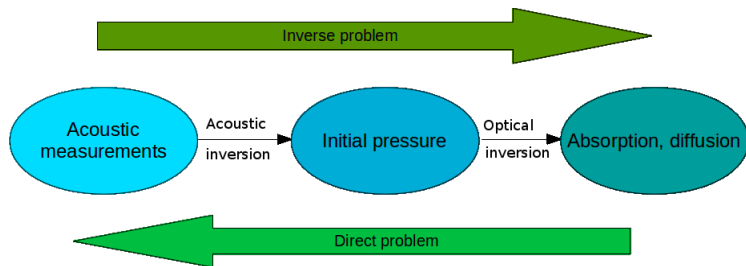 Inverse problem
Acoustic
measurements
Acoustic
inversion
Initial pressure
Optical
inversion
Absorption, diffusion
Direct problem